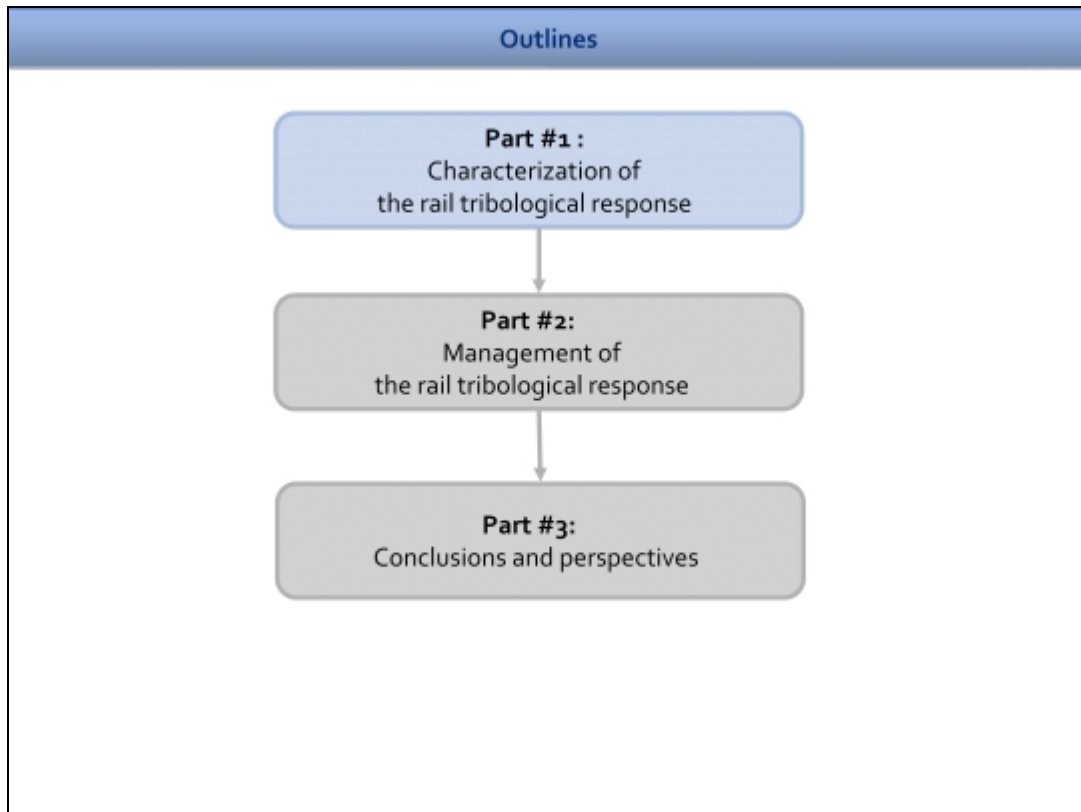 Outlines
Part #1 :
Characterization of
the rail tribological response
Part #2:
Management of
the rail tribological response
Part #3:
Conclusions and perspectives